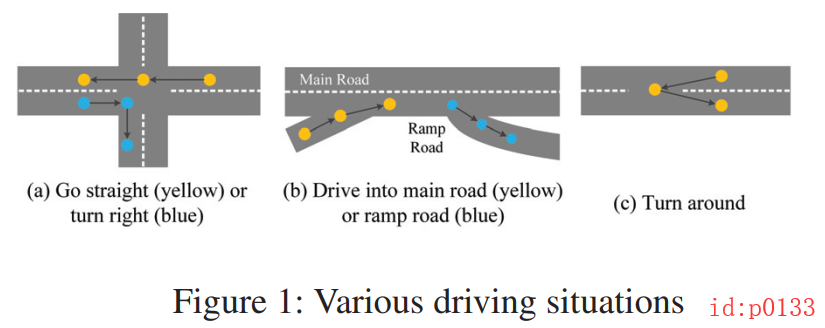 Main Road
Ramp
Road
(a) Go straight (yellow) or
turn right (blue)
(b) Drive into main road (yellow)
or ramp road (blue)
(c) Turn around
Figure 1: Various driving situations
id:p0133